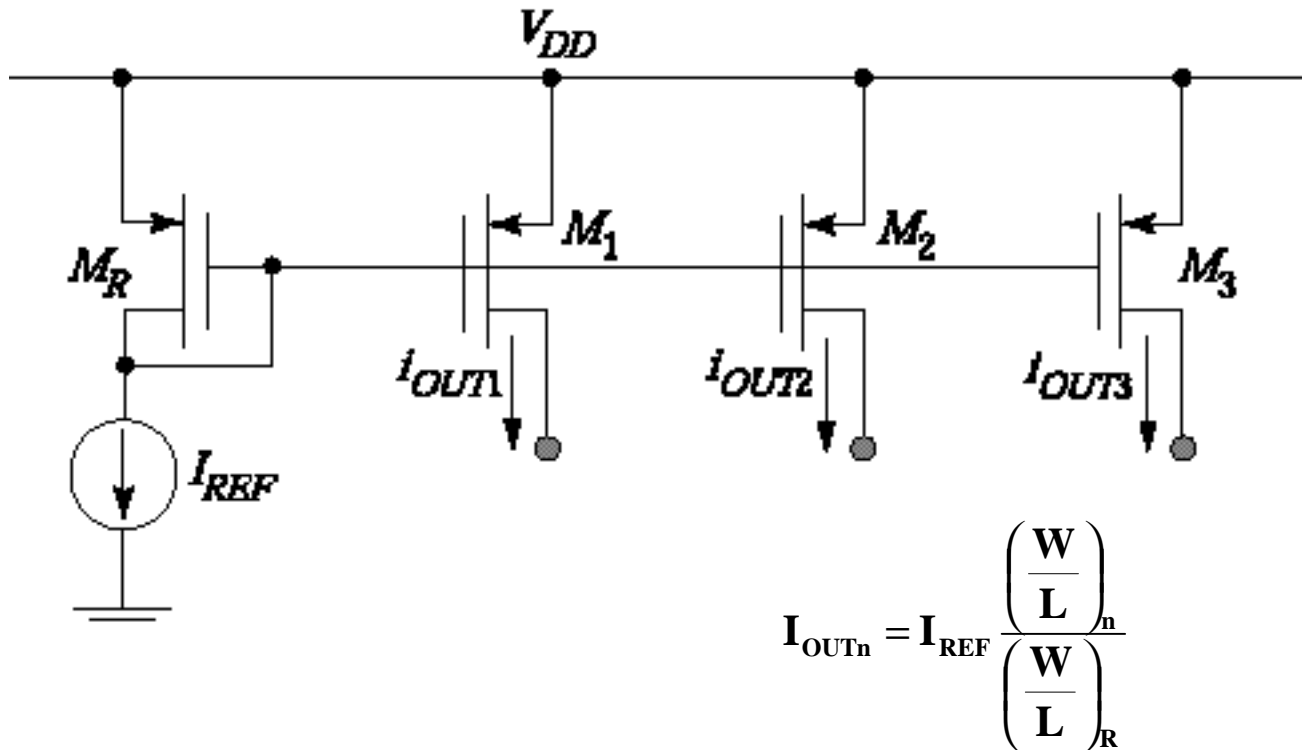 V_DD
M_R
M_1
M_2
M_3
i_OUT1
i_OUT2
i_OUT3
I_REF
I_OUTn = I_REF (W/L)_n / (W/L)_R